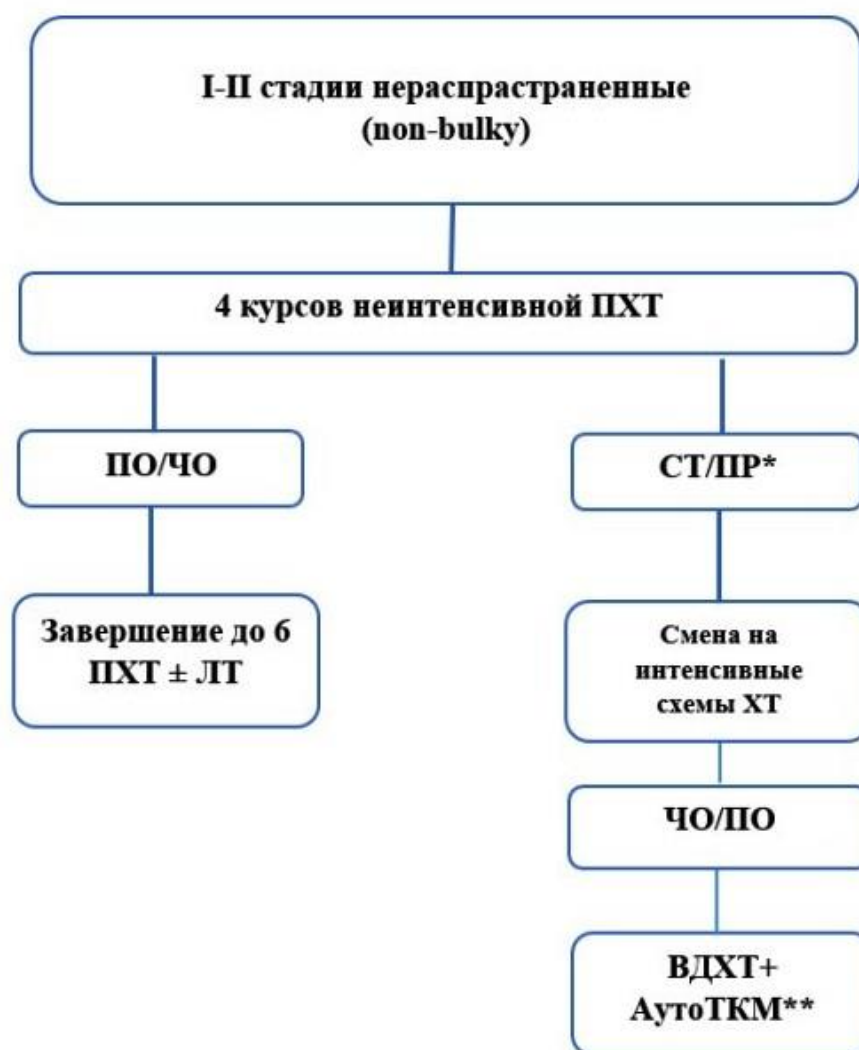 I-II стадии нераспрастраненные
(non-bulky)
4 курсов неинтенсивной ПХТ
ПО/ЧО
СТ/ПР*
Завершение до 6
ПХТ ± ЛТ
Смена на
интенсивные
схемы ХТ
ЧО/ПО
ВДХТ+
АутоТКМ**